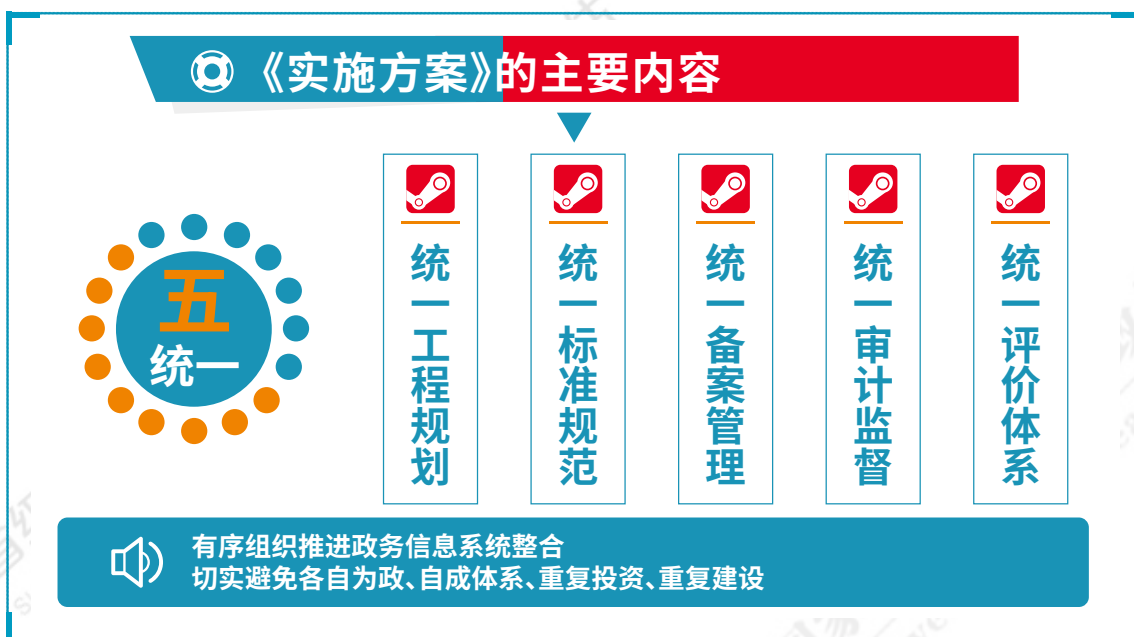 《实施方案》的主要内容
五
统一
统一工程规划
统一标准规范
统一备案管理
统一审计监督
统一评价体系
有序组织推进政务信息系统整合
切实避免各自为政、自成体系、重复投资、重复建设